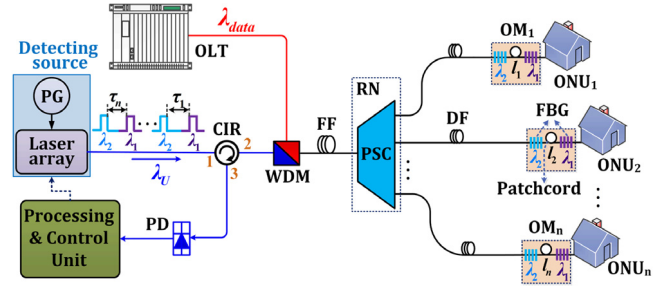 Detecting
source
PG
Laser
array
OLT
λdata
τn
τ1
λ2
λ1
...
λ2
λ1
λU
CIR
1
2
3
WDM
FF
RN
PSC
DF
OM1
λ2
l1
λ1
ONU1
FBG
λ2
l2
λ1
ONU2
Patchcord
...
OMn
λ2
ln
λ1
ONUn
PD
Processing
& Control
Unit